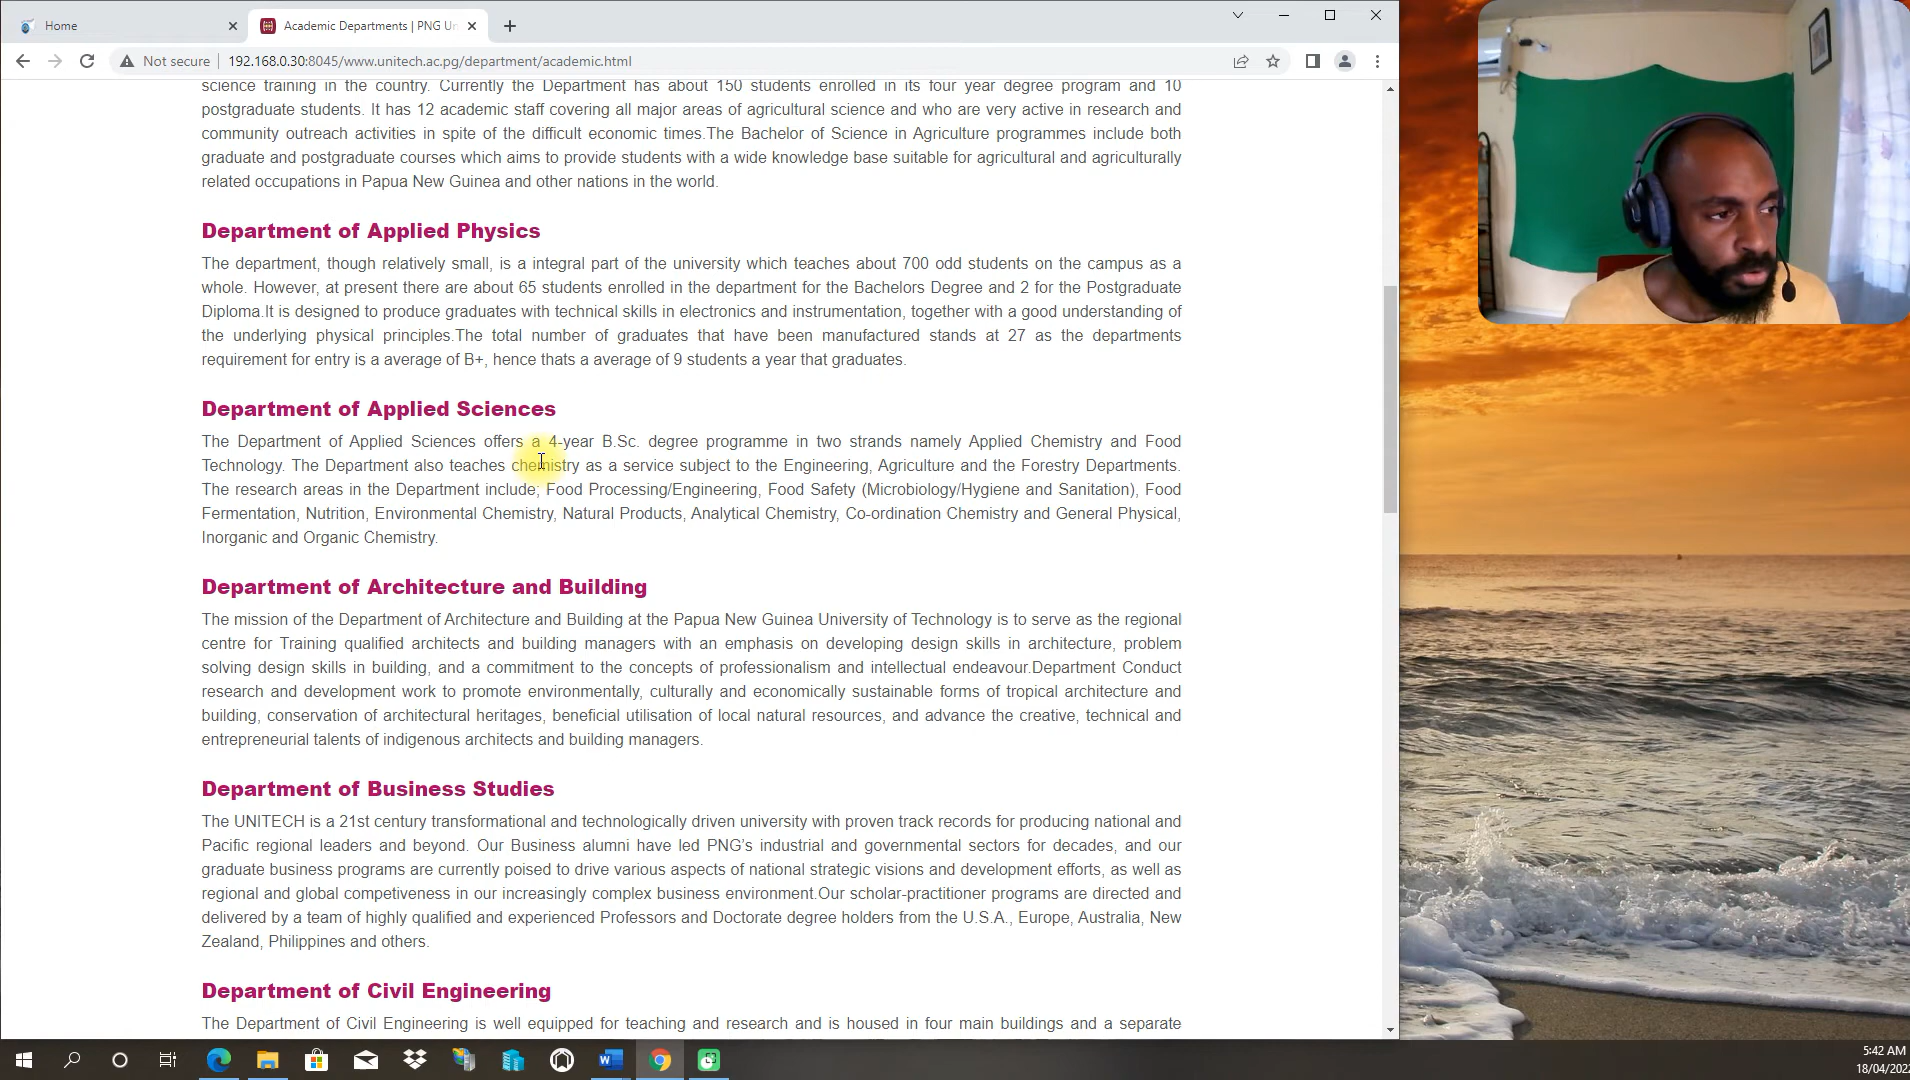 Home
Academic Departments | PNG Un
Not secure
192.168.0.30:8045/www.unitech.ac.pg/department/academic.html
science training in the country. Currently the Department has about 150 students enrolled in its four year degree program and 10
postgraduate students. It has 12 academic staff covering all major areas of agricultural science and who are very active in research and
community outreach activities in spite of the difficult economic times.The Bachelor of Science in Agriculture programmes include both
graduate and postgraduate courses which aims to provide students with a wide knowledge base suitable for agricultural and agriculturally
related occupations in Papua New Guinea and other nations in the world.
Department of Applied Physics
The department, though relatively small, is a integral part of the university which teaches about 700 odd students on the campus as a
whole. However, at present there are about 65 students enrolled in the department for the Bachelors Degree and 2 for the Postgraduate
Diploma.It is designed to produce graduates with technical skills in electronics and instrumentation, together with a good understanding of
the underlying physical principles.The total number of graduates that have been manufactured stands at 27 as the departments
requirement for entry is a average of B+, hence thats a average of 9 students a year that graduates.
Department of Applied Sciences
The Department of Applied Sciences offers a 4-year B.Sc. degree programme in two strands namely Applied Chemistry and Food
Technology. The Department also teaches chemistry as a service subject to the Engineering, Agriculture and the Forestry Departments.
The research areas in the Department include; Food Processing/Engineering, Food Safety (Microbiology/Hygiene and Sanitation), Food
Fermentation, Nutrition, Environmental Chemistry, Natural Products, Analytical Chemistry, Co-ordination Chemistry and General Physical,
Inorganic and Organic Chemistry.
Department of Architecture and Building
The mission of the Department of Architecture and Building at the Papua New Guinea University of Technology is to serve as the regional
centre for Training qualified architects and building managers with an emphasis on developing design skills in architecture, problem
solving design skills in building, and a commitment to the concepts of professionalism and intellectual endeavour.Department Conduct
research and development work to promote environmentally, culturally and economically sustainable forms of tropical architecture and
building, conservation of architectural heritages, beneficial utilisation of local natural resources, and advance the creative, technical and
entrepreneurial talents of indigenous architects and building managers.
Department of Business Studies
The UNITECH is a 21st century transformational and technologically driven university with proven track records for producing national and
Pacific regional leaders and beyond. Our Business alumni have led PNG’s industrial and governmental sectors for decades, and our
graduate business programs are currently poised to drive various aspects of national strategic visions and development efforts, as well as
regional and global competiveness in our increasingly complex business environment.Our scholar-practitioner programs are directed and
delivered by a team of highly qualified and experienced Professors and Doctorate degree holders from the U.S.A., Europe, Australia, New
Zealand, Philippines and others.
Department of Civil Engineering
The Department of Civil Engineering is well equipped for teaching and research and is housed in four main buildings and a separate
5:42 AM
18/04/2022